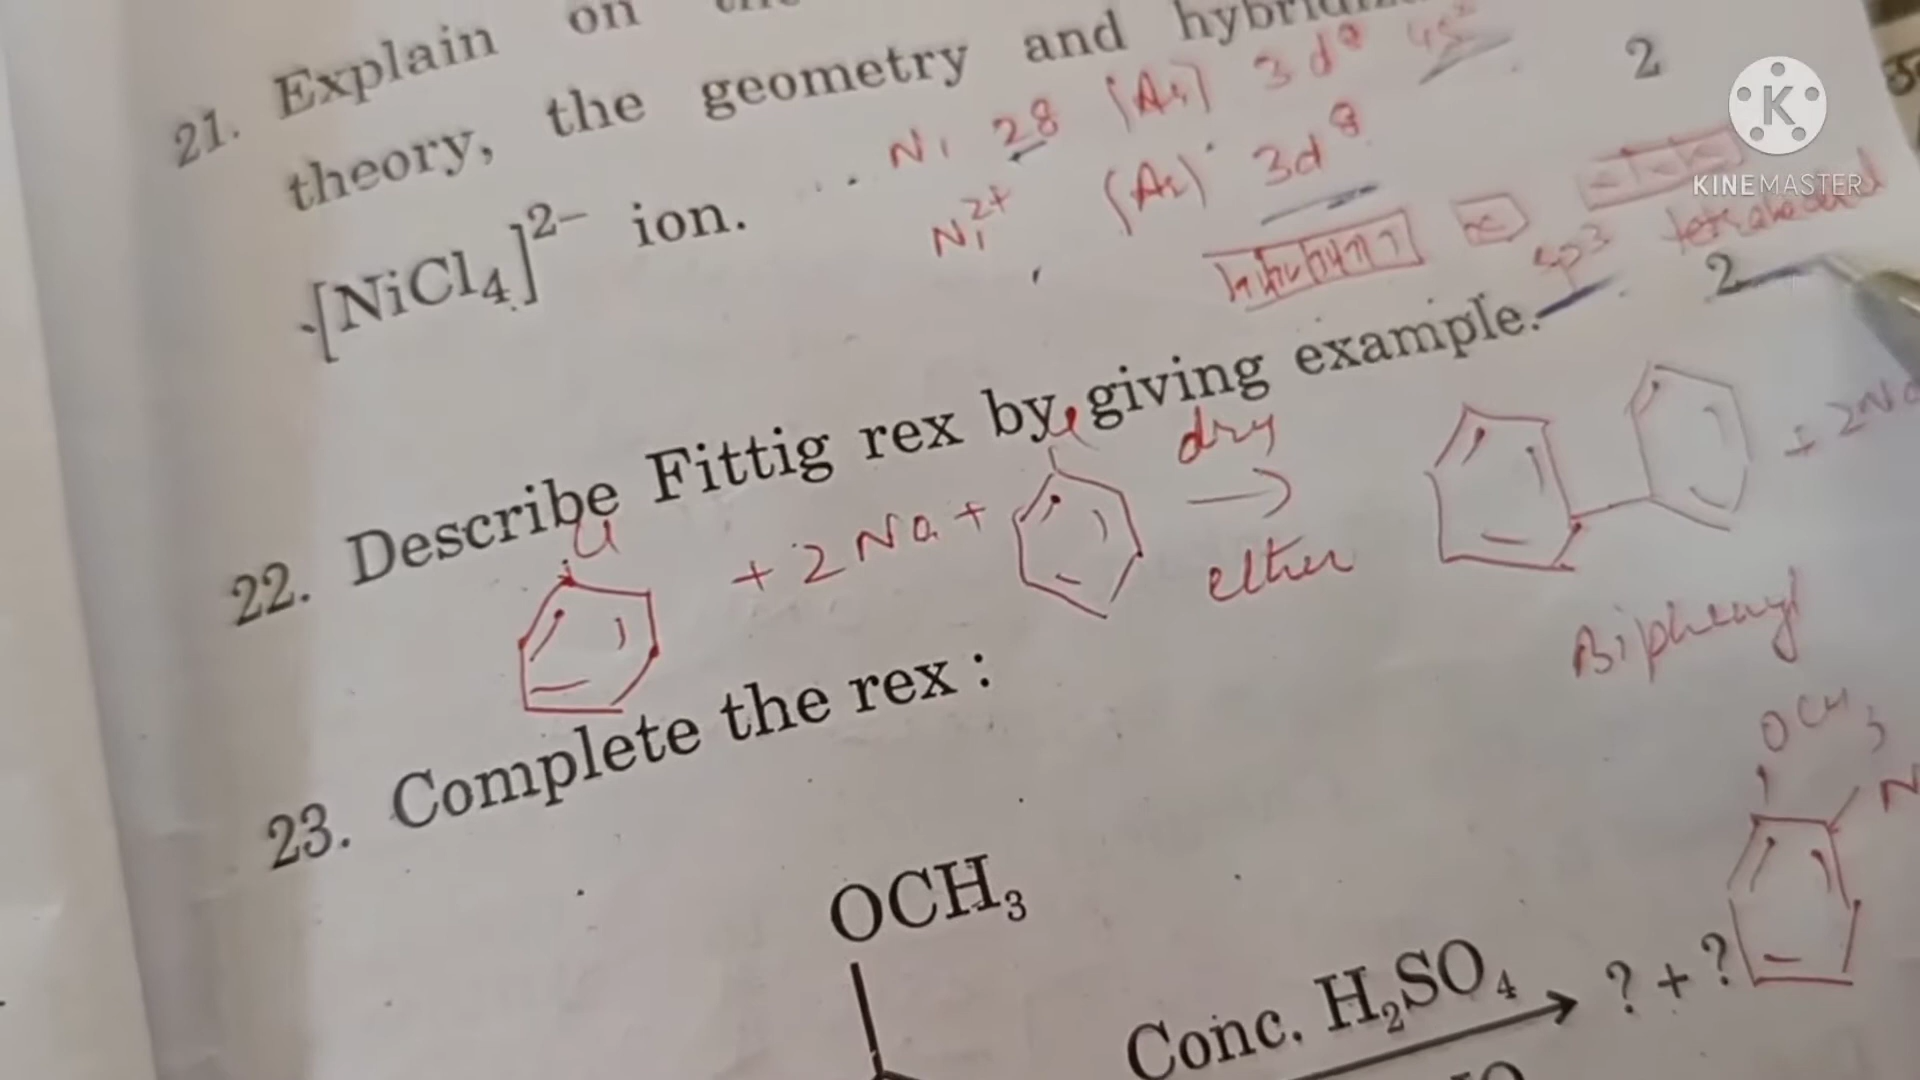 21. Explain on
theory, the geometry and
[NiCl4]2− ion.
2
Ni 28 [Ar] 3d8 4s2
Ni2+ [Ar] 3d8
sp3 tetrahedral
K
KINEMASTER
22. Describe Fittig rex by giving example. 2
Cl
+ 2 Na +
Cl
dry
→
ether
+ 2Na
Biphenyl
23. Complete the rex :
OCH3
Conc. H2SO4
? + ?
OCH3
N